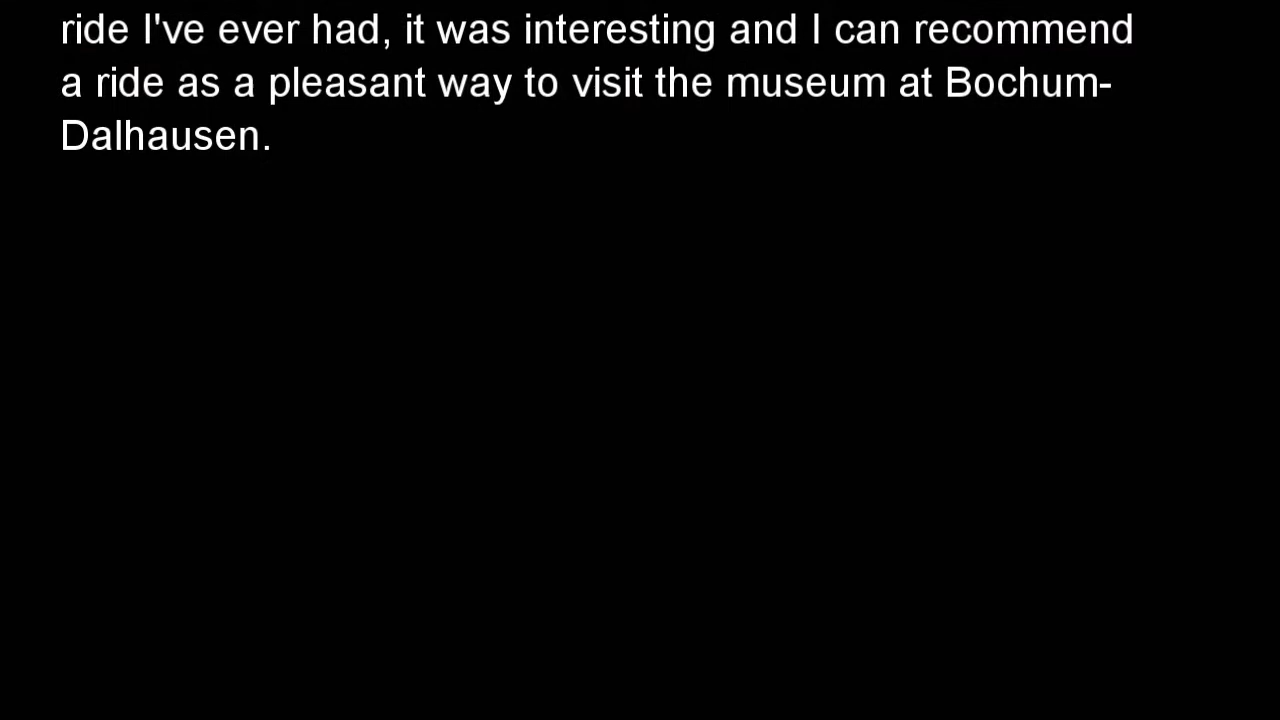 ride I've ever had, it was interesting and I can recommend
a ride as a pleasant way to visit the museum at Bochum-
Dalhausen.